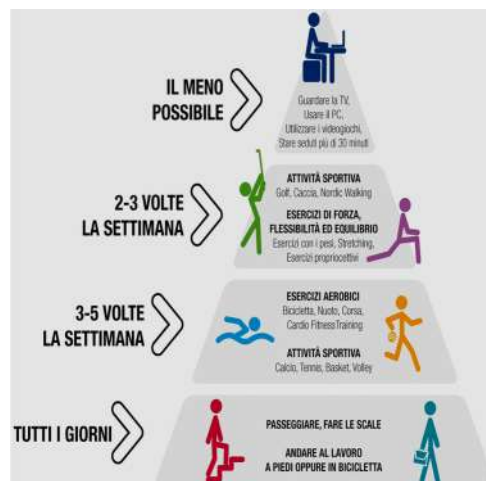 IL MENO
POSSIBILE
Guardare la TV,
Usare il PC,
Utilizzare i videogiochi,
Stare seduti più di 30 minuti
2-3 VOLTE
LA SETTIMANA
ATTIVITÀ SPORTIVA
Golf, Caccia, Nordic Walking
ESERCIZI DI FORZA,
FLESSIBILITÀ ED EQUILIBRIO
Esercizi con i pesi, Stretching,
Esercizi propriocettivi
3-5 VOLTE
LA SETTIMANA
ESERCIZI AEROBICI
Bicicletta, Nuoto, Corsa,
Cardio FitnessTraining
ATTIVITÀ SPORTIVA
Calcio, Tennis, Basket, Volley
TUTTI I GIORNI
PASSEGGIARE, FARE LE SCALE
ANDARE AL LAVORO
A PIEDI OPPURE IN BICICLETTA